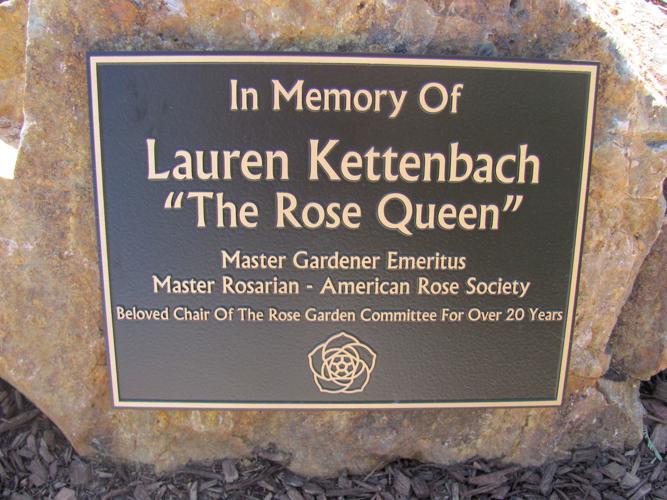 In Memory Of
Lauren Kettenbach
“The Rose Queen”
Master Gardener Emeritus
Master Rosarian - American Rose Society
Beloved Chair Of The Rose Garden Committee For Over 20 Years